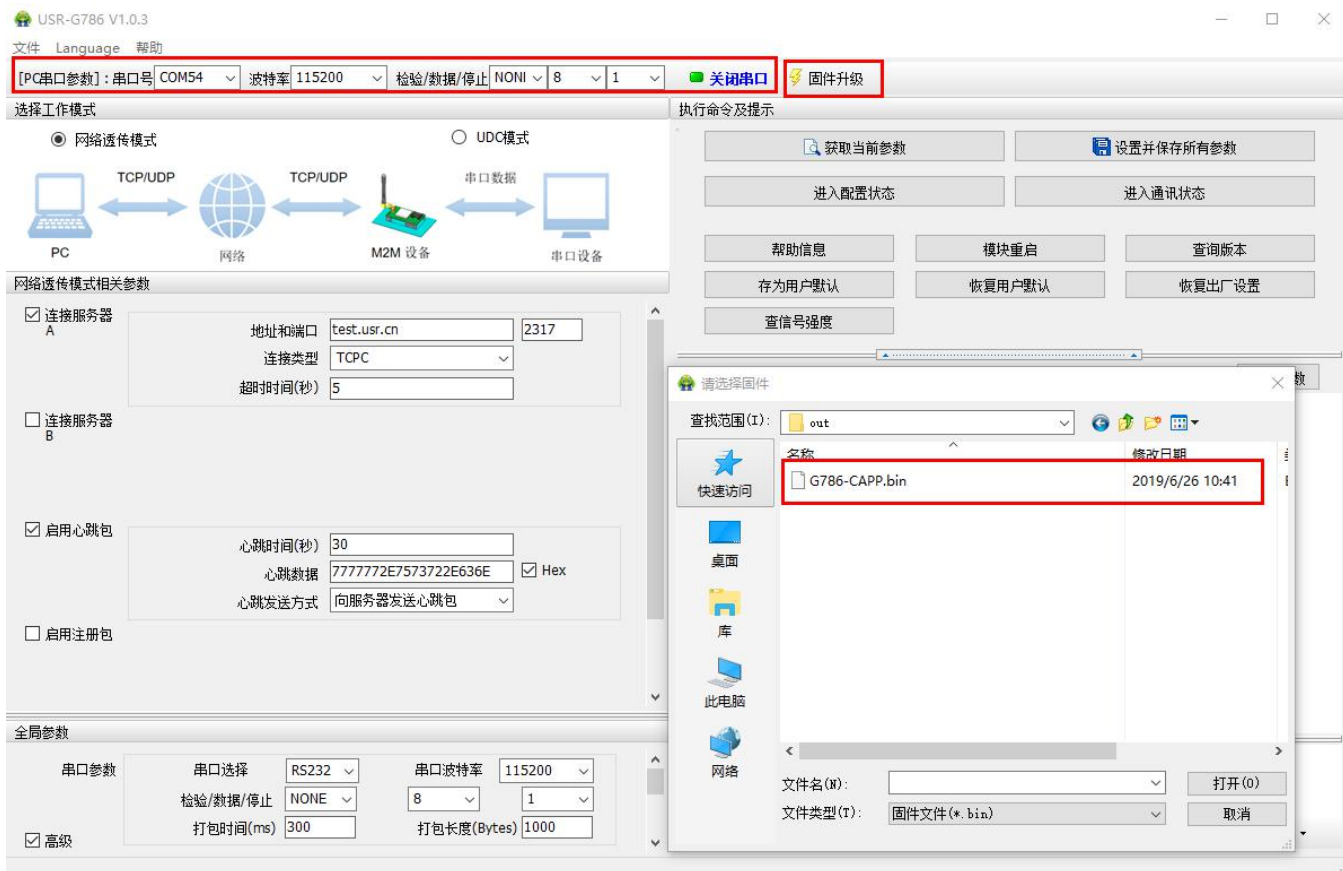 USR-G786 V1.0.3
文件 Language 帮助
[PC串口参数]：串口号 COM54 波特率 115200 检验/数据/停止 NONI 8 1 关闭串口 固件升级
选择工作模式
网络透传模式 UDC模式
TCP/UDP TCP/UDP 串口数据
PC 网络 M2M 设备 串口设备
网络透传模式相关参数
连接服务器
A
地址和端口 test.usr.cn 2317
连接类型 TCPC
超时时间(秒) 5
连接服务器
B
启用心跳包
心跳时间(秒) 30
心跳数据 7777772E7573722E636E Hex
心跳发送方式 向服务器发送心跳包
启用注册包
全局参数
串口参数 串口选择 RS232 串口波特率 115200
检验/数据/停止 NONE 8 1
打包时间(ms) 300 打包长度(Bytes) 1000
高级
执行命令及提示
获取当前参数 设置并保存所有参数
进入配置状态 进入通讯状态
帮助信息 模块重启 查询版本
存为用户默认 恢复用户默认 恢复出厂设置
查信号强度
数
请选择固件
查找范围(I): out
名称 修改日期
G786-CAPP.bin 2019/6/26 10:41
快速访问
桌面
库
此电脑
网络
文件名(N): 打开(O)
文件类型(T): 固件文件(*.bin) 取消